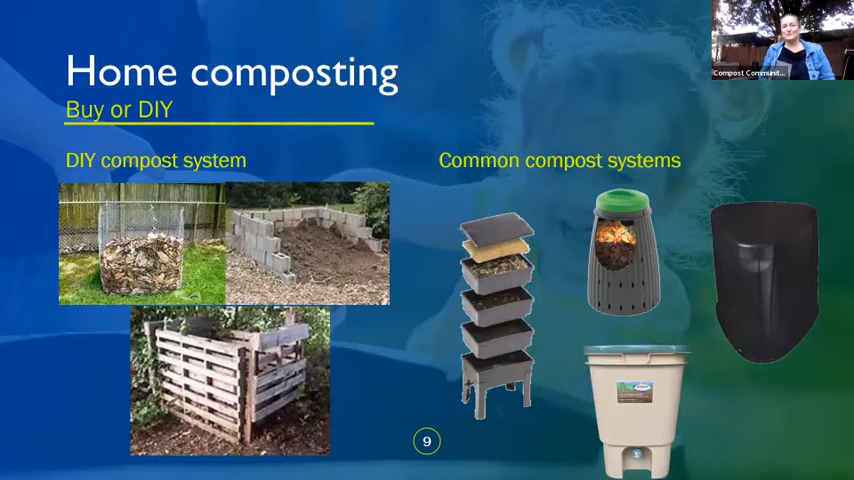 Compost Communit...
Home composting
Buy or DIY
DIY compost system
Common compost systems
9